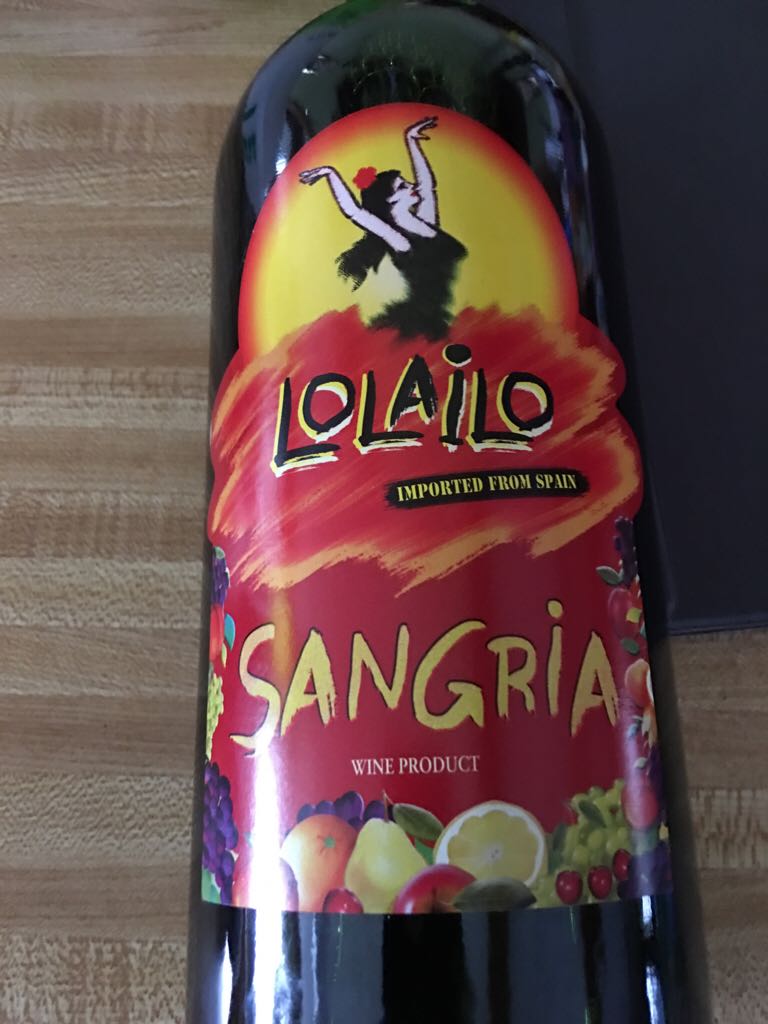 LOLAiLO
IMPORTED FROM SPAIN
SANGRiA
WINE PRODUCT